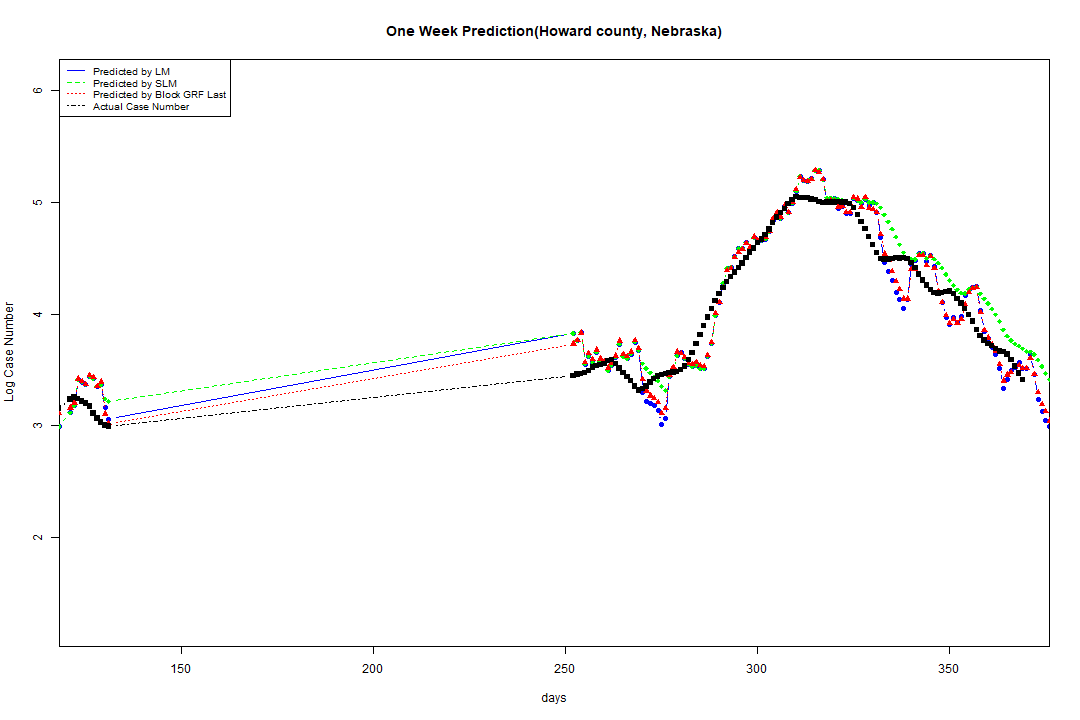 One Week Prediction(Howard county, Nebraska)
Predicted by LM
Predicted by SLM
Predicted by Block GRF Last
Actual Case Number
6
5
4
3
2
Log Case Number
150 200 250 300 350
days